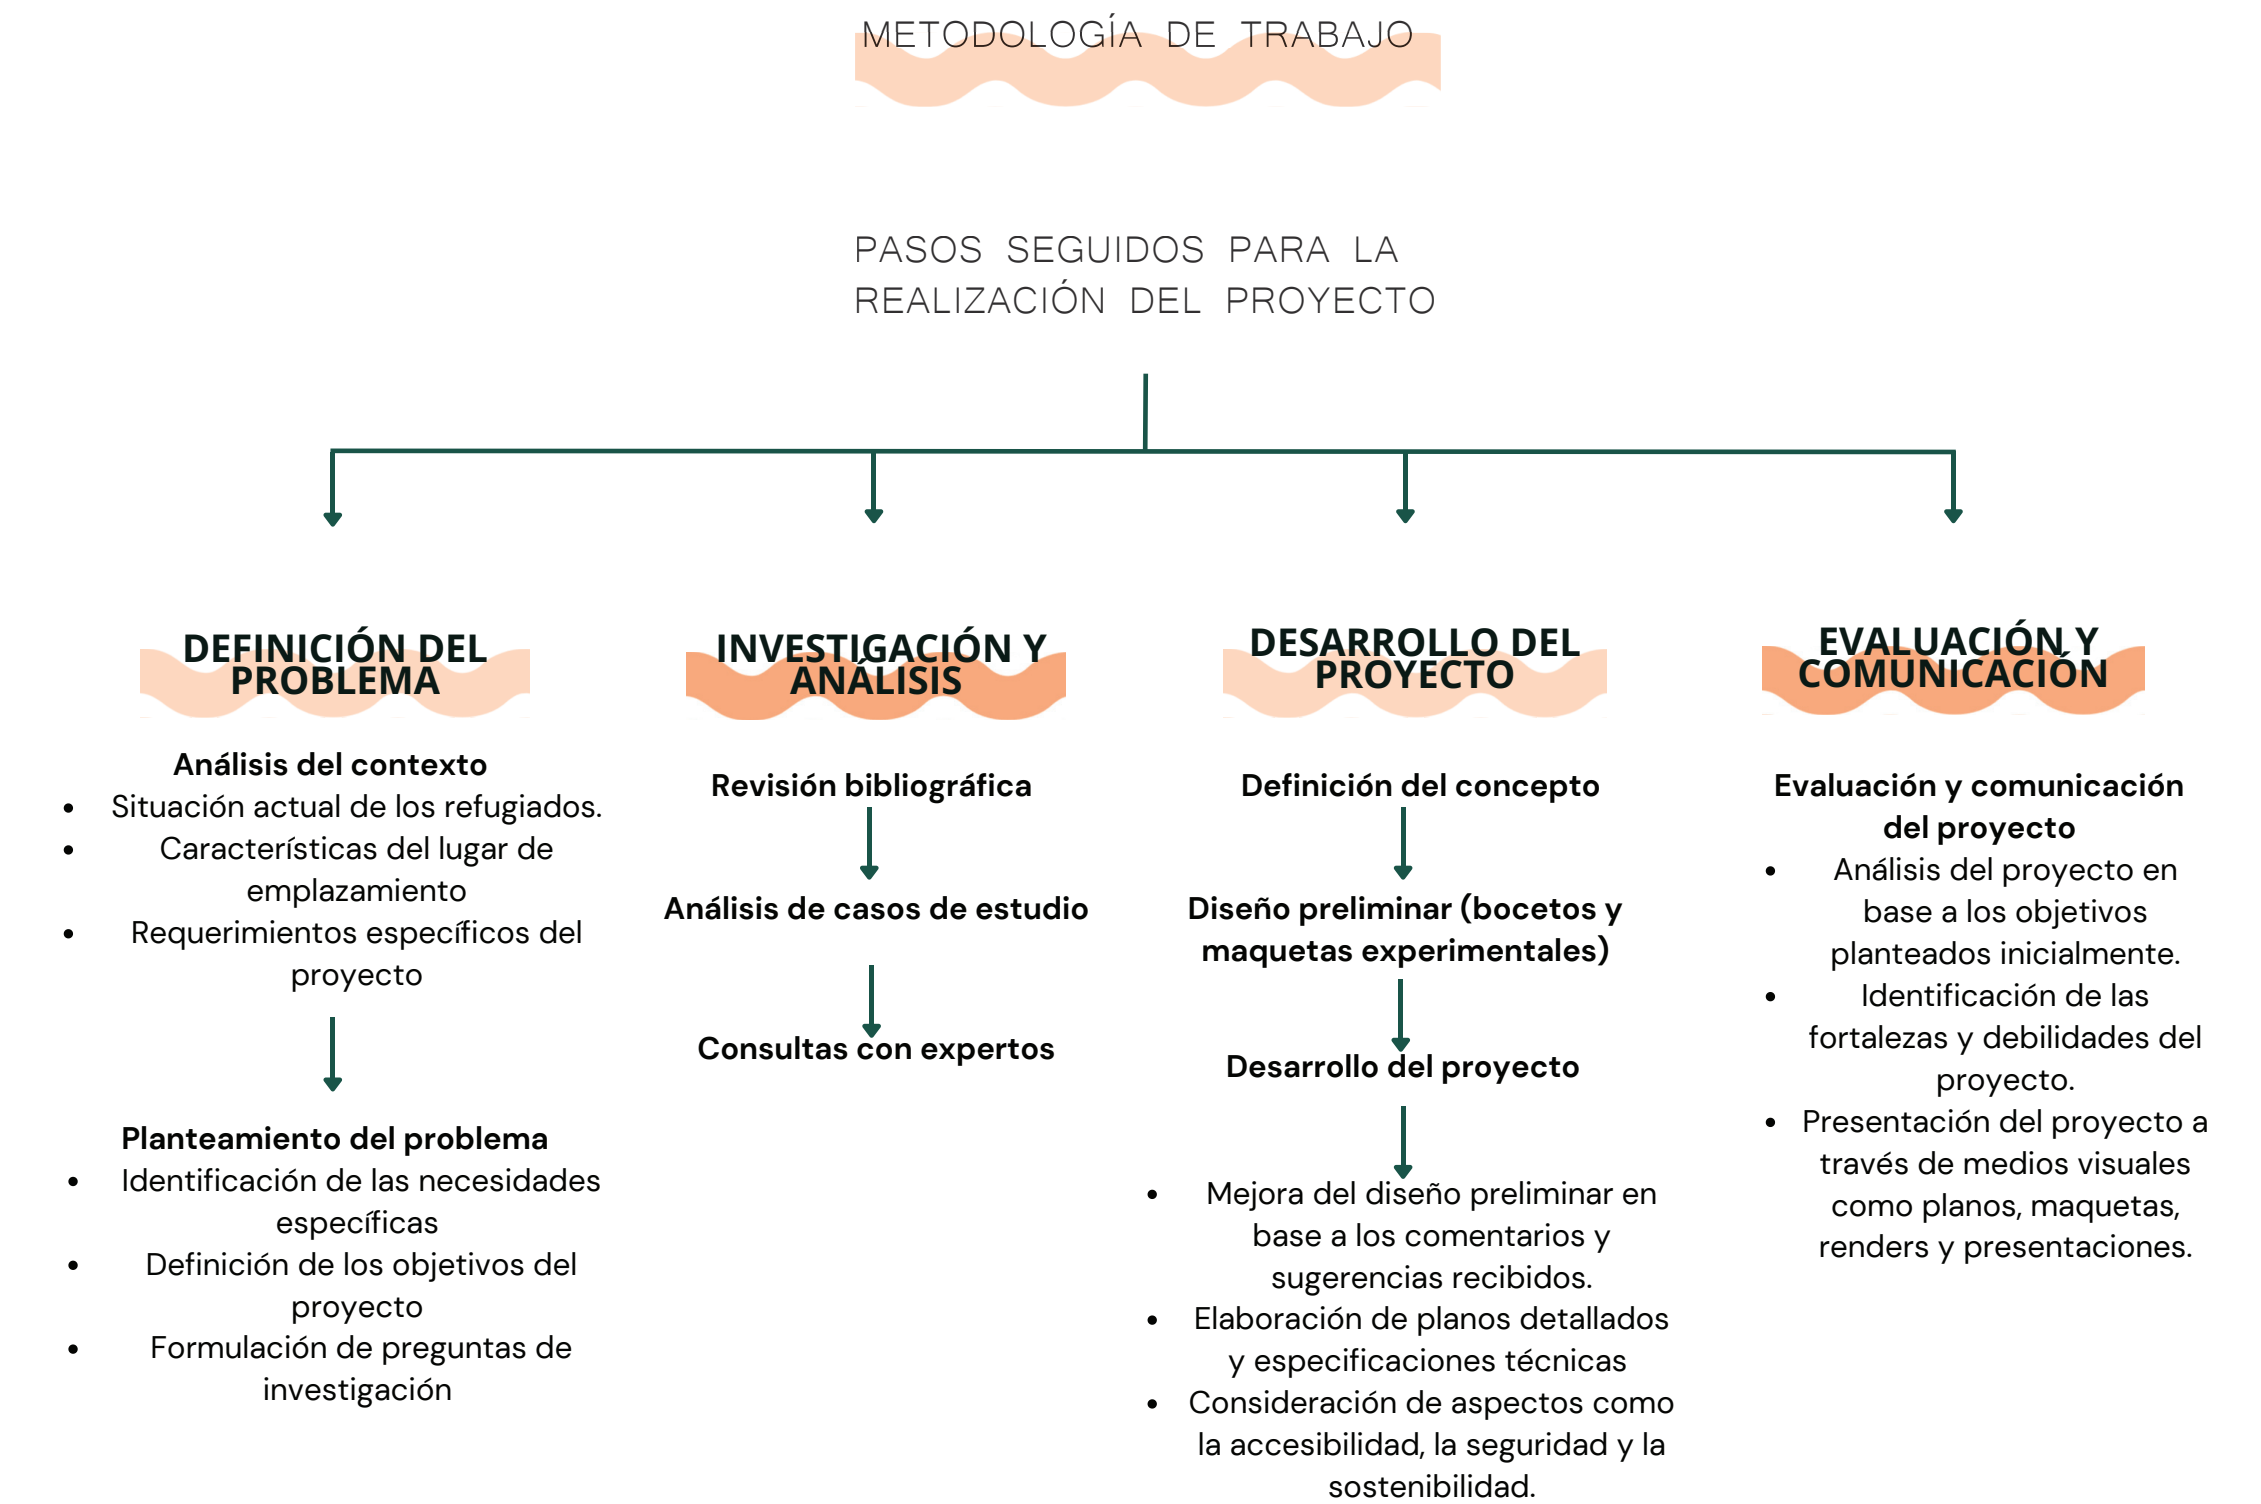 METODOLOGÍA DE TRABAJO
PASOS SEGUIDOS PARA LA
REALIZACIÓN DEL PROYECTO
DEFINICIÓN DEL
PROBLEMA
Análisis del contexto
• Situación actual de los refugiados.
• Características del lugar de
emplazamiento
• Requerimientos específicos del
proyecto
Planteamiento del problema
• Identificación de las necesidades
específicas
• Definición de los objetivos del
proyecto
• Formulación de preguntas de
investigación
INVESTIGACIÓN Y
ANÁLISIS
Revisión bibliográfica
Análisis de casos de estudio
Consultas con expertos
DESARROLLO DEL
PROYECTO
Definición del concepto
Diseño preliminar (bocetos y
maquetas experimentales)
Desarrollo del proyecto
• Mejora del diseño preliminar en
base a los comentarios y
sugerencias recibidos.
• Elaboración de planos detallados
y especificaciones técnicas
• Consideración de aspectos como
la accesibilidad, la seguridad y la
sostenibilidad.
EVALUACIÓN Y
COMUNICACIÓN
Evaluación y comunicación
del proyecto
• Análisis del proyecto en
base a los objetivos
planteados inicialmente.
• Identificación de las
fortalezas y debilidades del
proyecto.
• Presentación del proyecto a
través de medios visuales
como planos, maquetas,
renders y presentaciones.